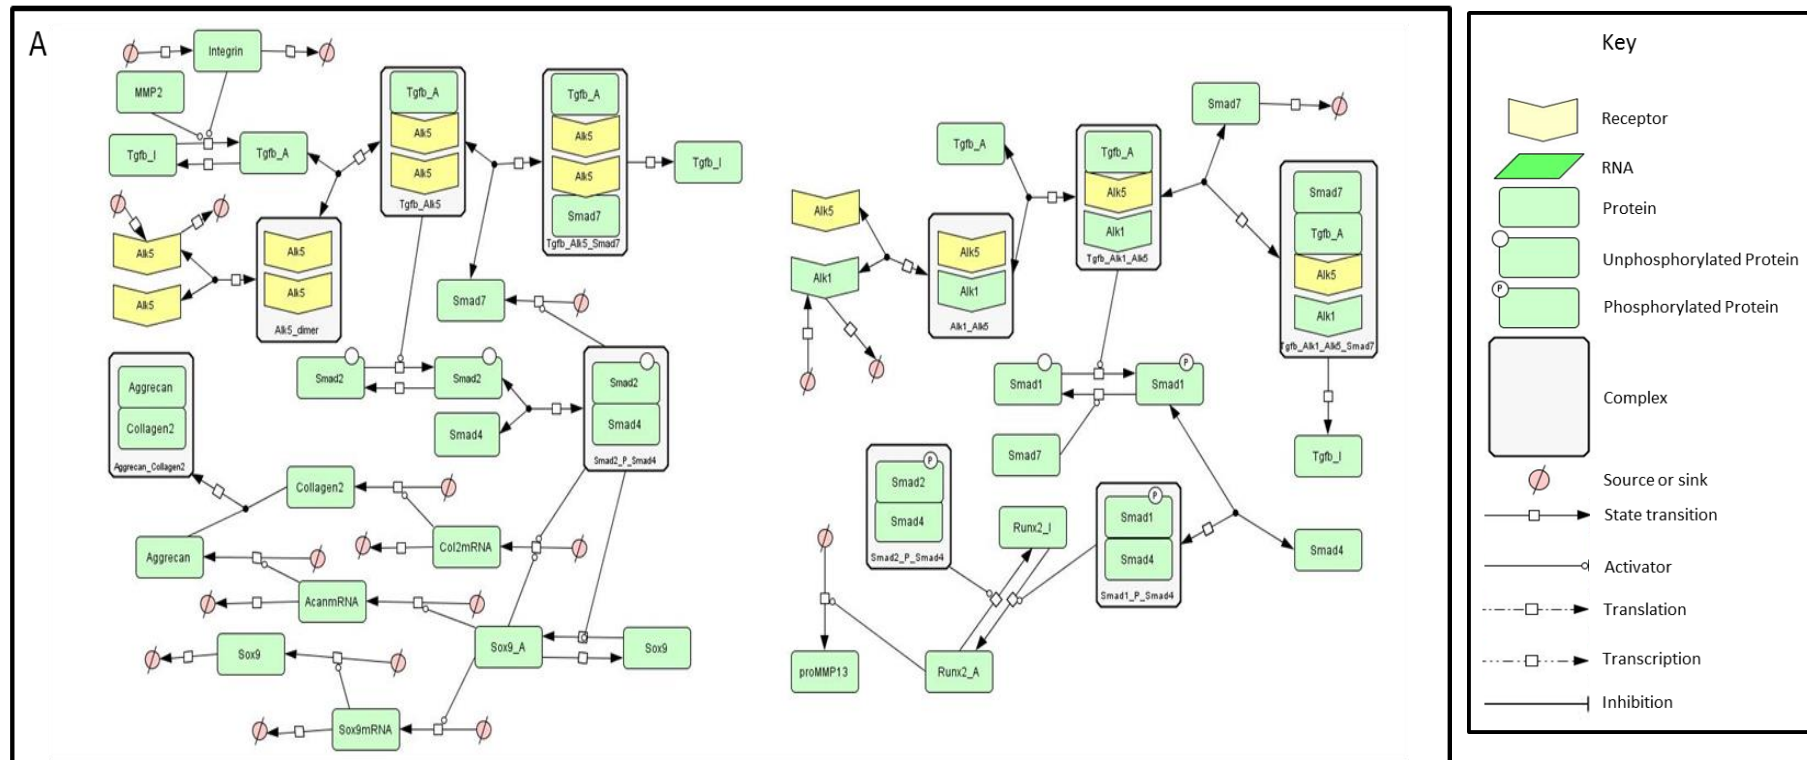 A
Integrin
MMP2
Tgfb_I
Tgfb_A
Tgfb_A
Alk5
Alk5
Tgfb_Alk5
Tgfb_A
Alk5
Alk5
Smad7
Tgfb_Alk5_Smad7
Tgfb_I
Alk5
Alk5
Alk5
Alk5
Alk5_dimer
Smad7
Smad2
Smad2
Smad4
Smad2
Smad4
Smad2_P_Smad4
Aggrecan
Collagen2
Aggrecan_Collagen2
Collagen2
Aggrecan
Col2mRNA
AcanmRNA
Sox9
Sox9_A
Sox9
Sox9mRNA
Smad7
Tgfb_A
Tgfb_A
Alk5
Alk1
Tgfb_Alk1_Alk5
Alk5
Alk1
Alk5
Alk1
Alk1_Alk5
Smad7
Tgfb_A
Alk5
Alk1
Tgfb_Alk1_Alk5_Smad7
Smad1
P
Smad1
Smad7
Tgfb_I
P
Smad2
Smad4
Smad2_P_Smad4
Runx2_I
P
Smad1
Smad4
Smad1_P_Smad4
Smad4
proMMP13
Runx2_A
Key
Receptor
RNA
Protein
Unphosphorylated Protein
P
Phosphorylated Protein
Complex
Source or sink
State transition
Activator
Translation
Transcription
Inhibition